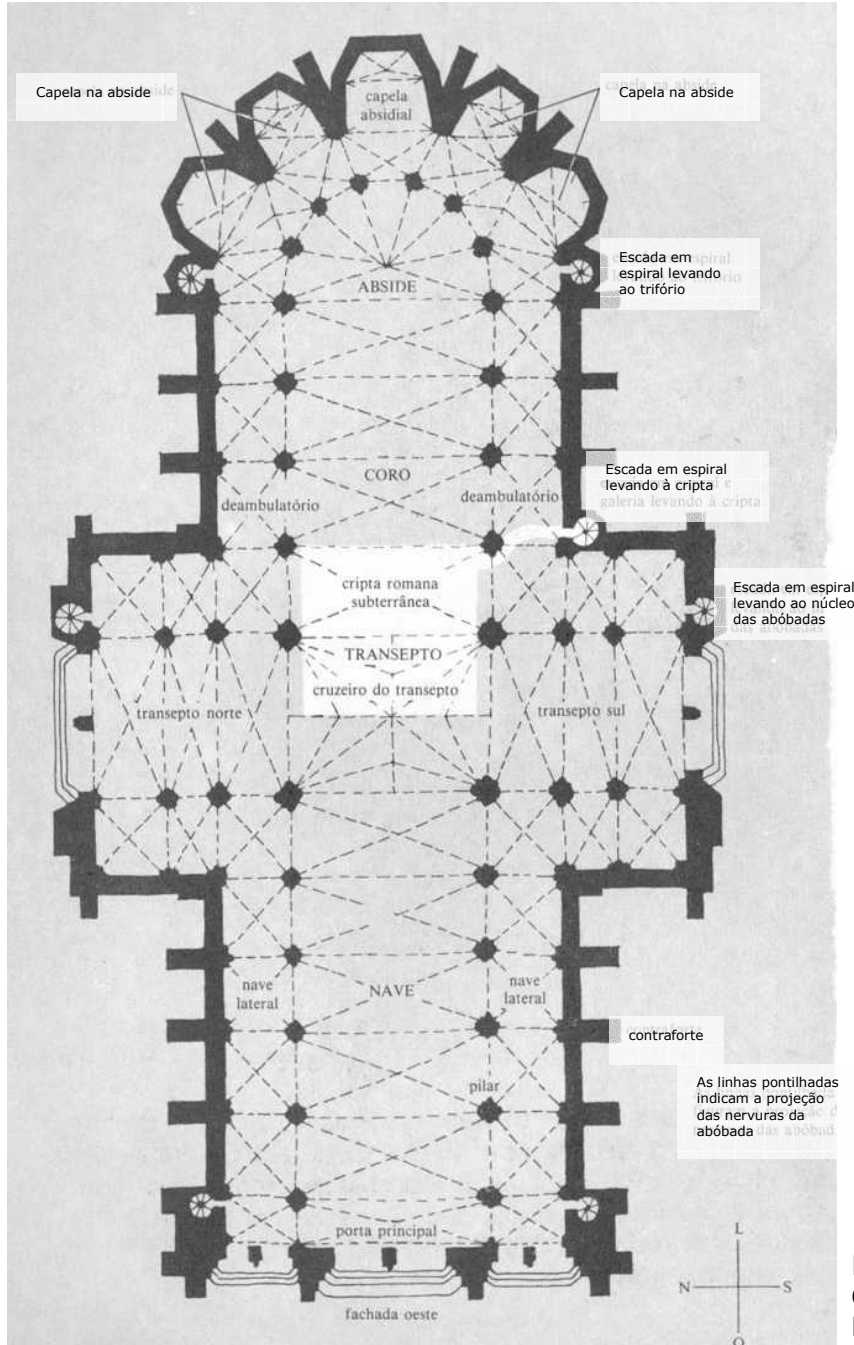 Capela na abside
capela
absidial
Capela na abside
Escada em
espiral levando
ao trifório
ABSIDE
CORO
Escada em espiral
levando à cripta
galeria levando à cripta
deambulatório
deambulatório
cripta romana
subterrânea
Escada em espiral
levando ao núcleo
das abóbadas
TRANSEPTO
cruzeiro do transepto
transepto norte
transepto sul
nave
lateral
NAVE
nave
lateral
contraforte
pilar
As linhas pontilhadas
indicam a projeção
das nervuras da
abóbada
porta principal
fachada oeste
L
N
S
O